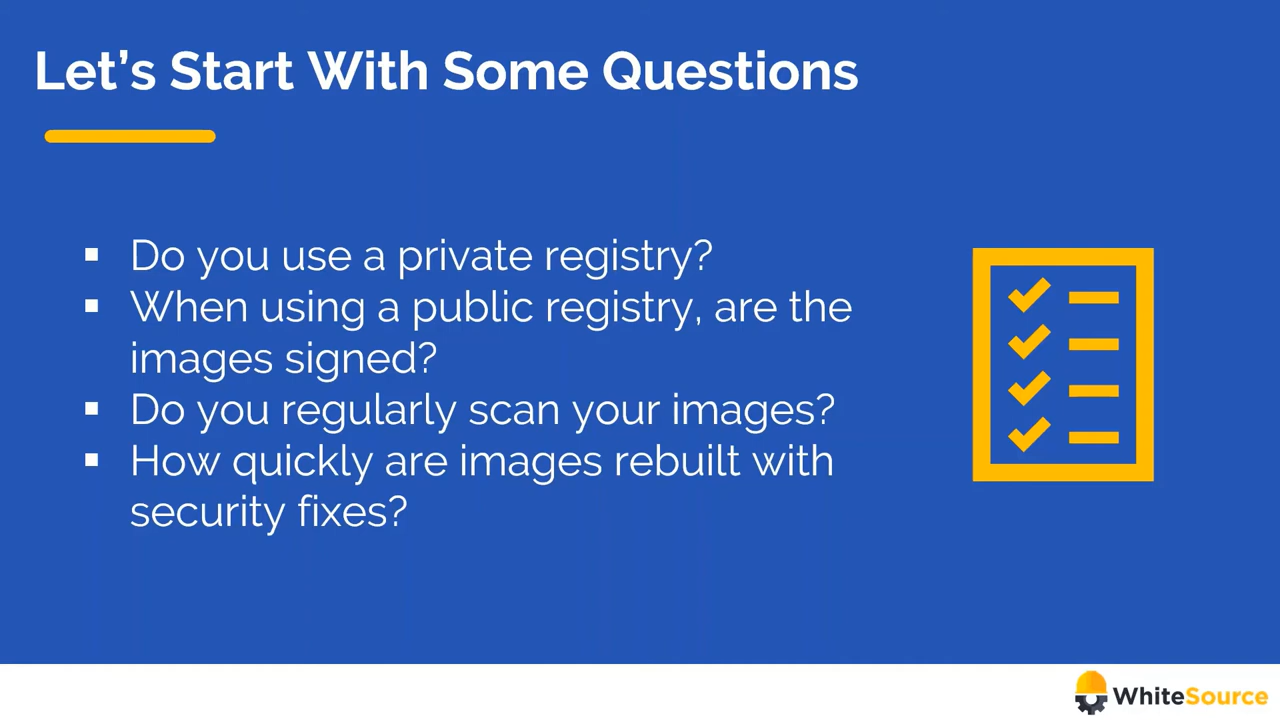 Let's Start With Some Questions
▪ Do you use a private registry?
▪ When using a public registry, are the
images signed?
▪ Do you regularly scan your images?
▪ How quickly are images rebuilt with
security fixes?
WhiteSource